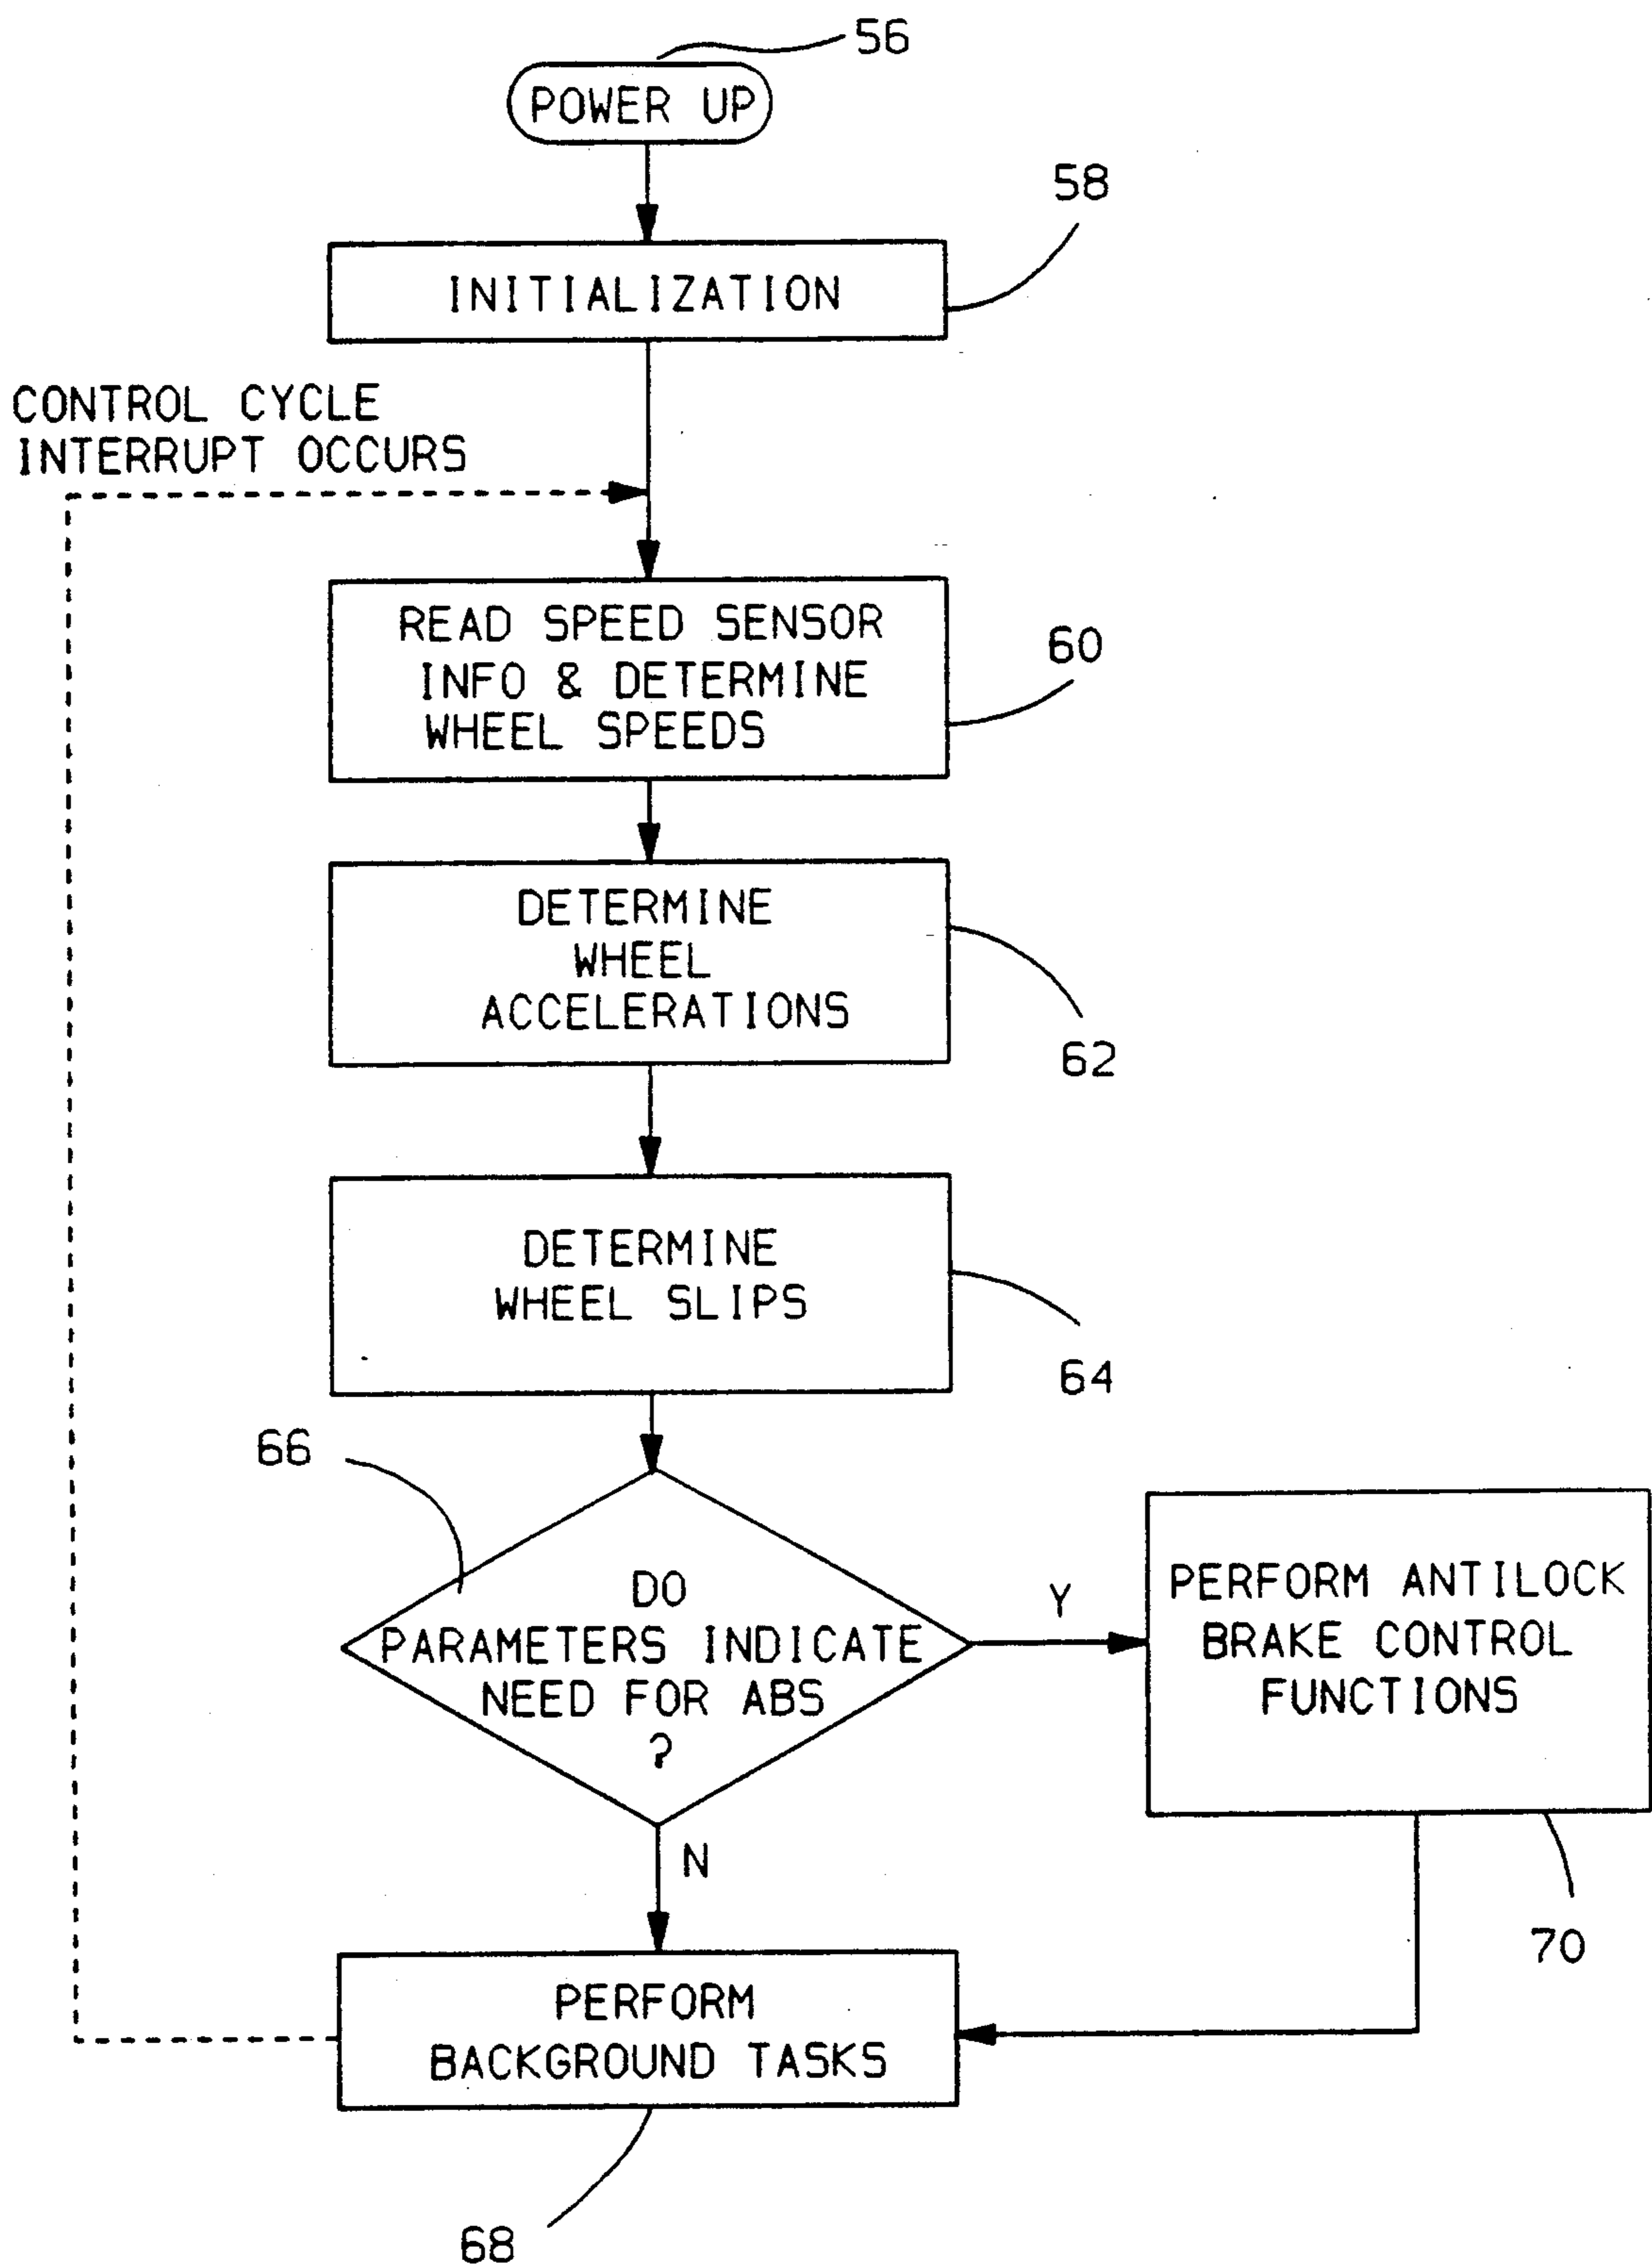 56
POWER UP
58
INITIALIZATION
CONTROL CYCLE
INTERRUPT OCCURS
READ SPEED SENSOR
INFO & DETERMINE
WHEEL SPEEDS
60
DETERMINE
WHEEL
ACCELERATIONS
62
DETERMINE
WHEEL SLIPS
64
66
DO
PARAMETERS INDICATE
NEED FOR ABS
?
Y
PERFORM ANTILOCK
BRAKE CONTROL
FUNCTIONS
N
70
PERFORM
BACKGROUND TASKS
68